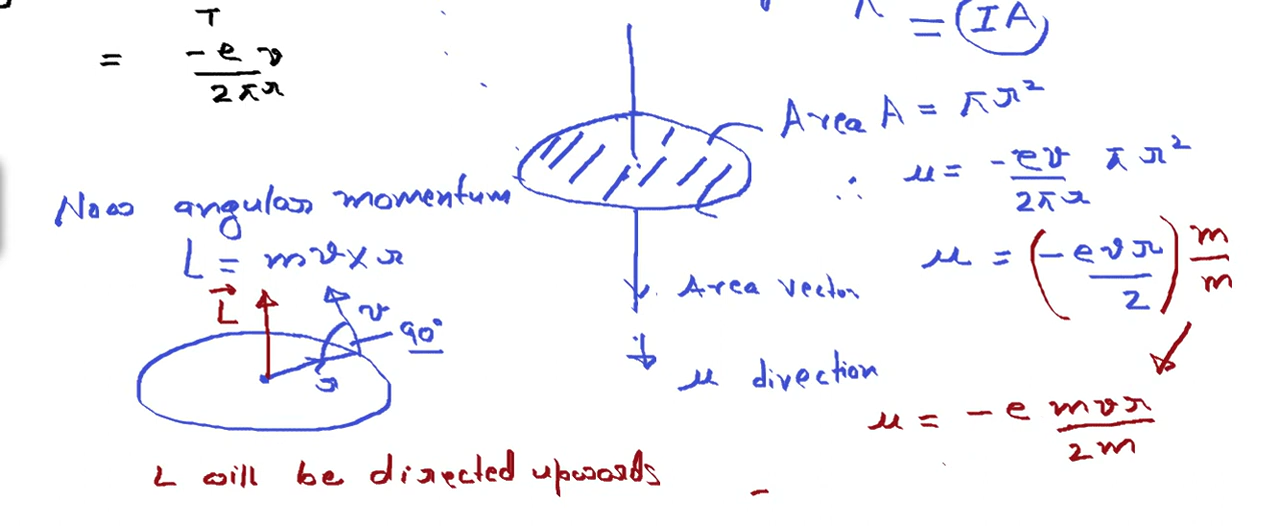 T
= -e v / 2πr
Now angular momentum
L = mv × r
L⃗
v
90°
r
L will be directed upwards
μ = IA
Area A = πr²
∴ μ = -ev / 2πr πr²
μ = (-evr / 2) m / m
Area vector
μ direction
μ = -e mvr / 2m
-